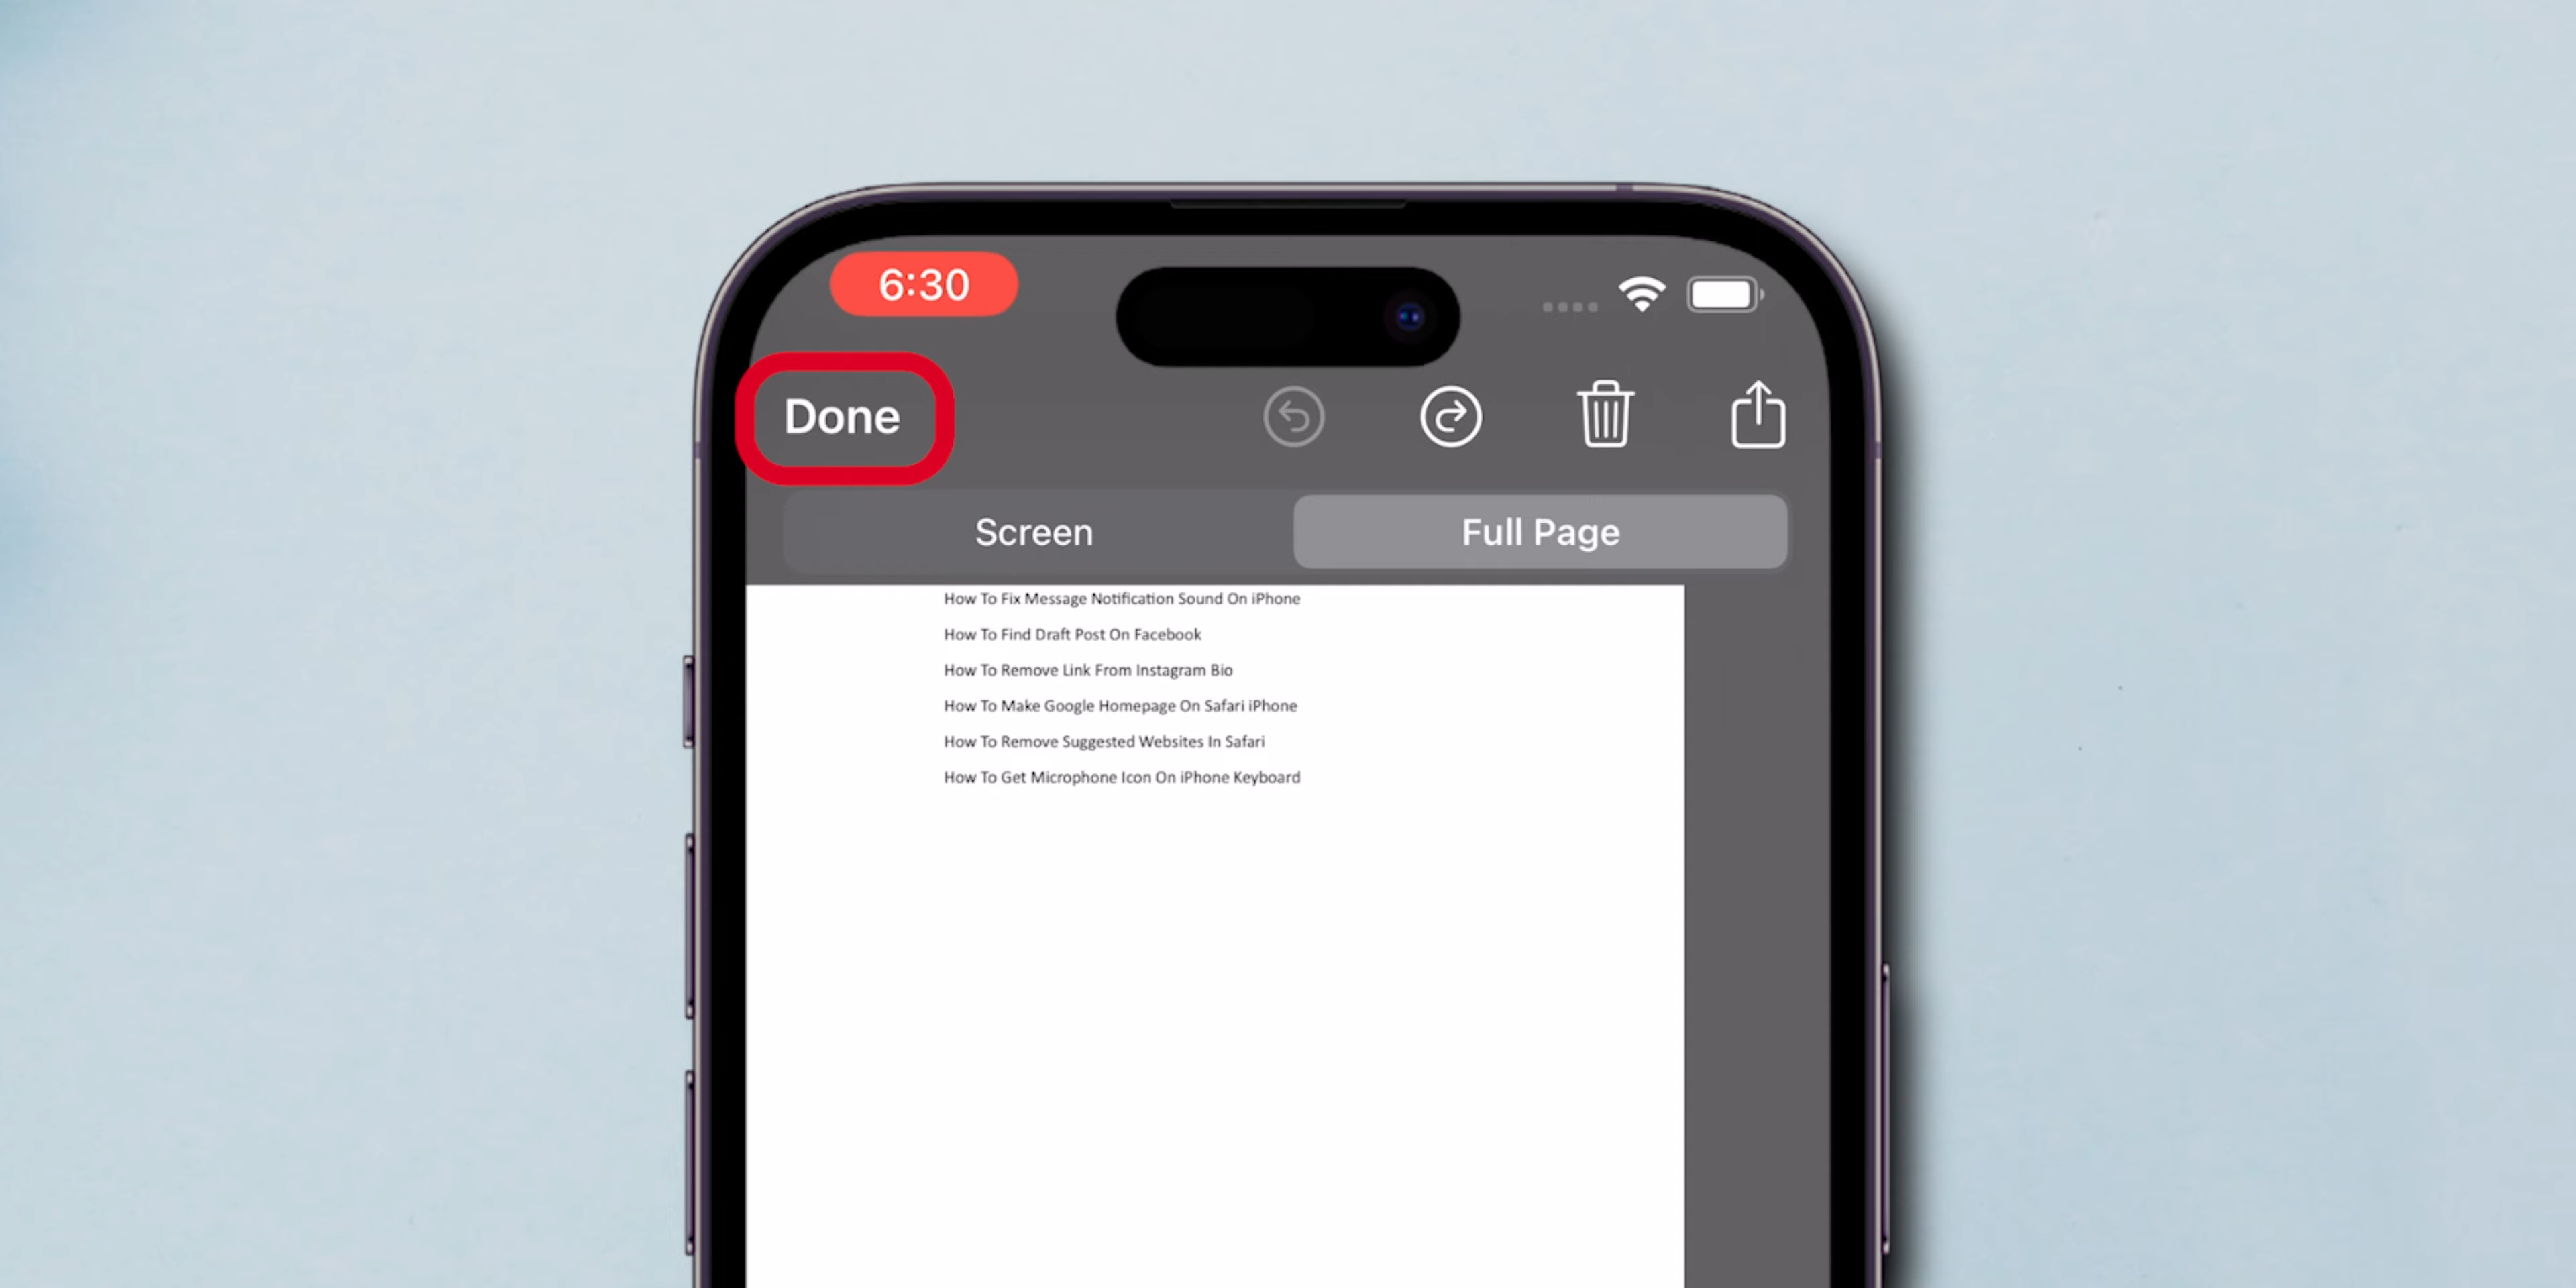 6:30
Done
Screen
Full Page
How To Fix Message Notification Sound On iPhone
How To Find Draft Post On Facebook
How To Remove Link From Instagram Bio
How To Make Google Homepage On Safari iPhone
How To Remove Suggested Websites In Safari
How To Get Microphone Icon On iPhone Keyboard